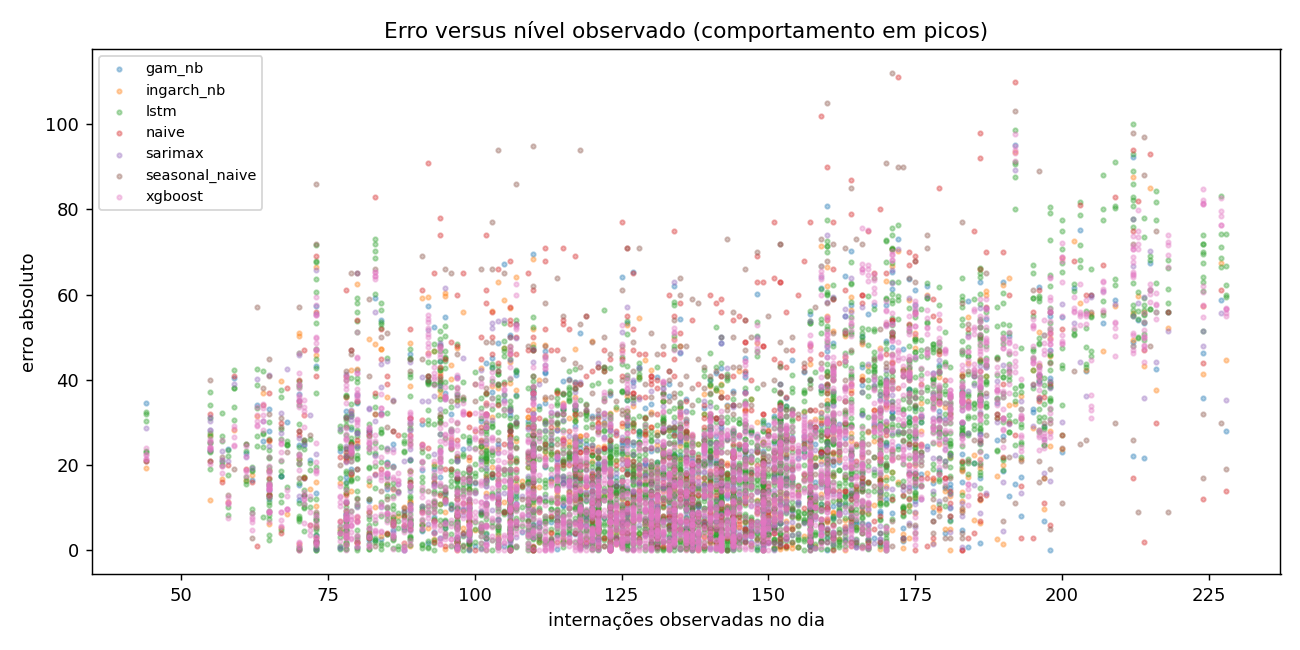 Erro versus nível observado (comportamento em picos)
gam_nb
ingarch_nb
lstm
naive
sarimax
seasonal_naive
xgboost
100
80
60
40
20
0
erro absoluto
50 75 100 125 150 175 200 225
internações observadas no dia